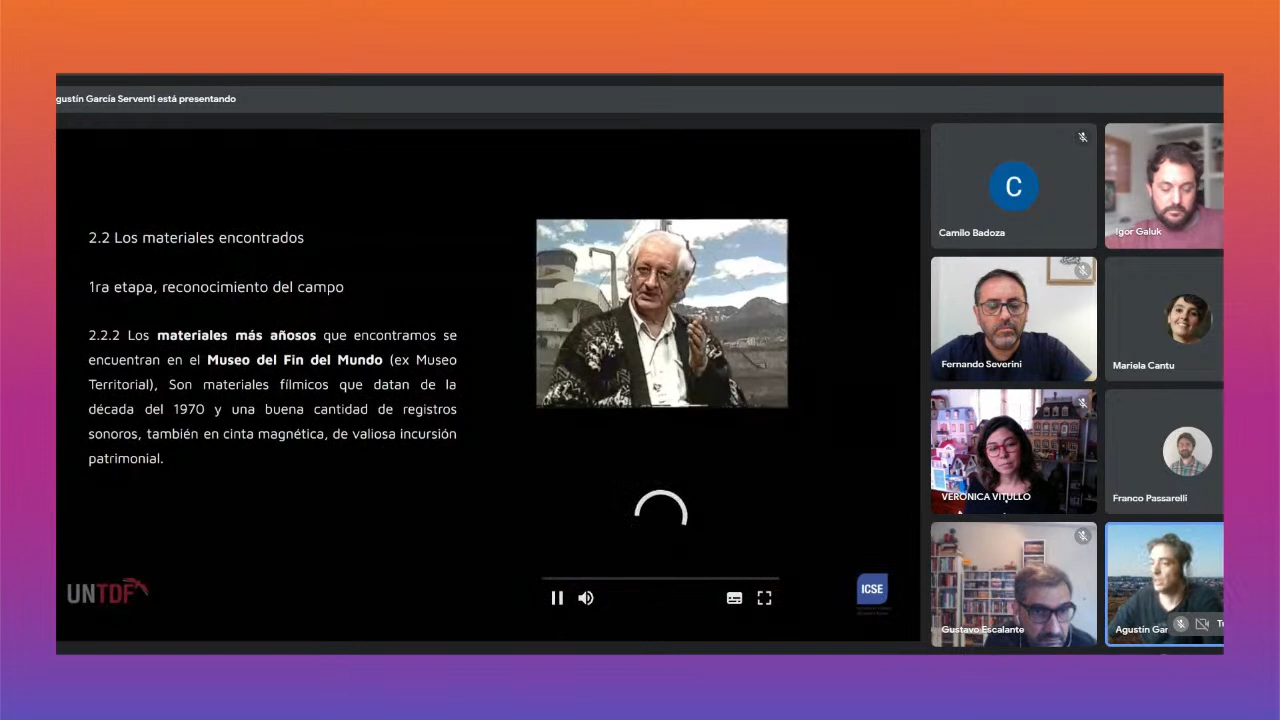 gustín García Serventi está presentando
2.2 Los materiales encontrados
1ra etapa, reconocimiento del campo
2.2.2 Los materiales más añosos que encontramos se
encuentran en el Museo del Fin del Mundo (ex Museo
Territorial), Son materiales fílmicos que datan de la
década del 1970 y una buena cantidad de registros
sonoros, también en cinta magnética, de valiosa incursión
patrimonial.
UNTDF
ICSE
C
Camilo Badoza
Igor Galuk
Fernando Severini
Mariela Cantu
VERONICA VITULLO
Franco Passarelli
Gustavo Escalante
Agustín Gar